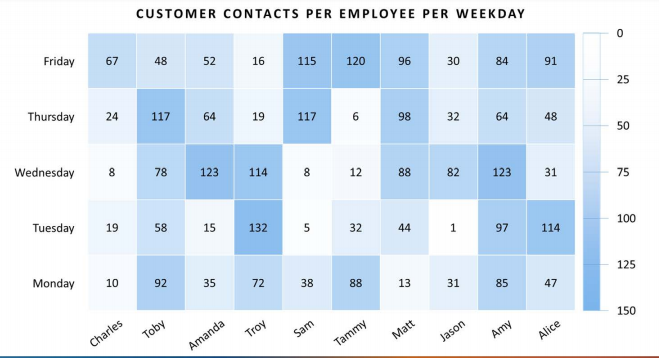 CUSTOMER CONTACTS PER EMPLOYEE PER WEEKDAY
Friday 67 48 52 16 115 120 96 30 84 91
Thursday 24 117 64 19 117 6 98 32 64 48
Wednesday 8 78 123 114 8 12 88 82 123 31
Tuesday 19 58 15 132 5 32 44 1 97 114
Monday 10 92 35 72 38 88 13 31 85 47
Charles Toby Amanda Troy Sam Tammy Matt Jason Amy Alice
0
25
50
75
100
125
150